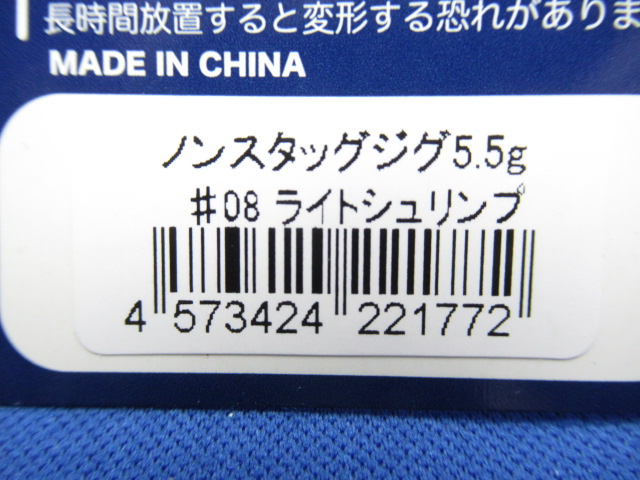 長時間放置すると変形する恐れがありま
MADE IN CHINA
ノンスタッグジグ5.5g
#08 ライトシュリンプ
4 573424 221772